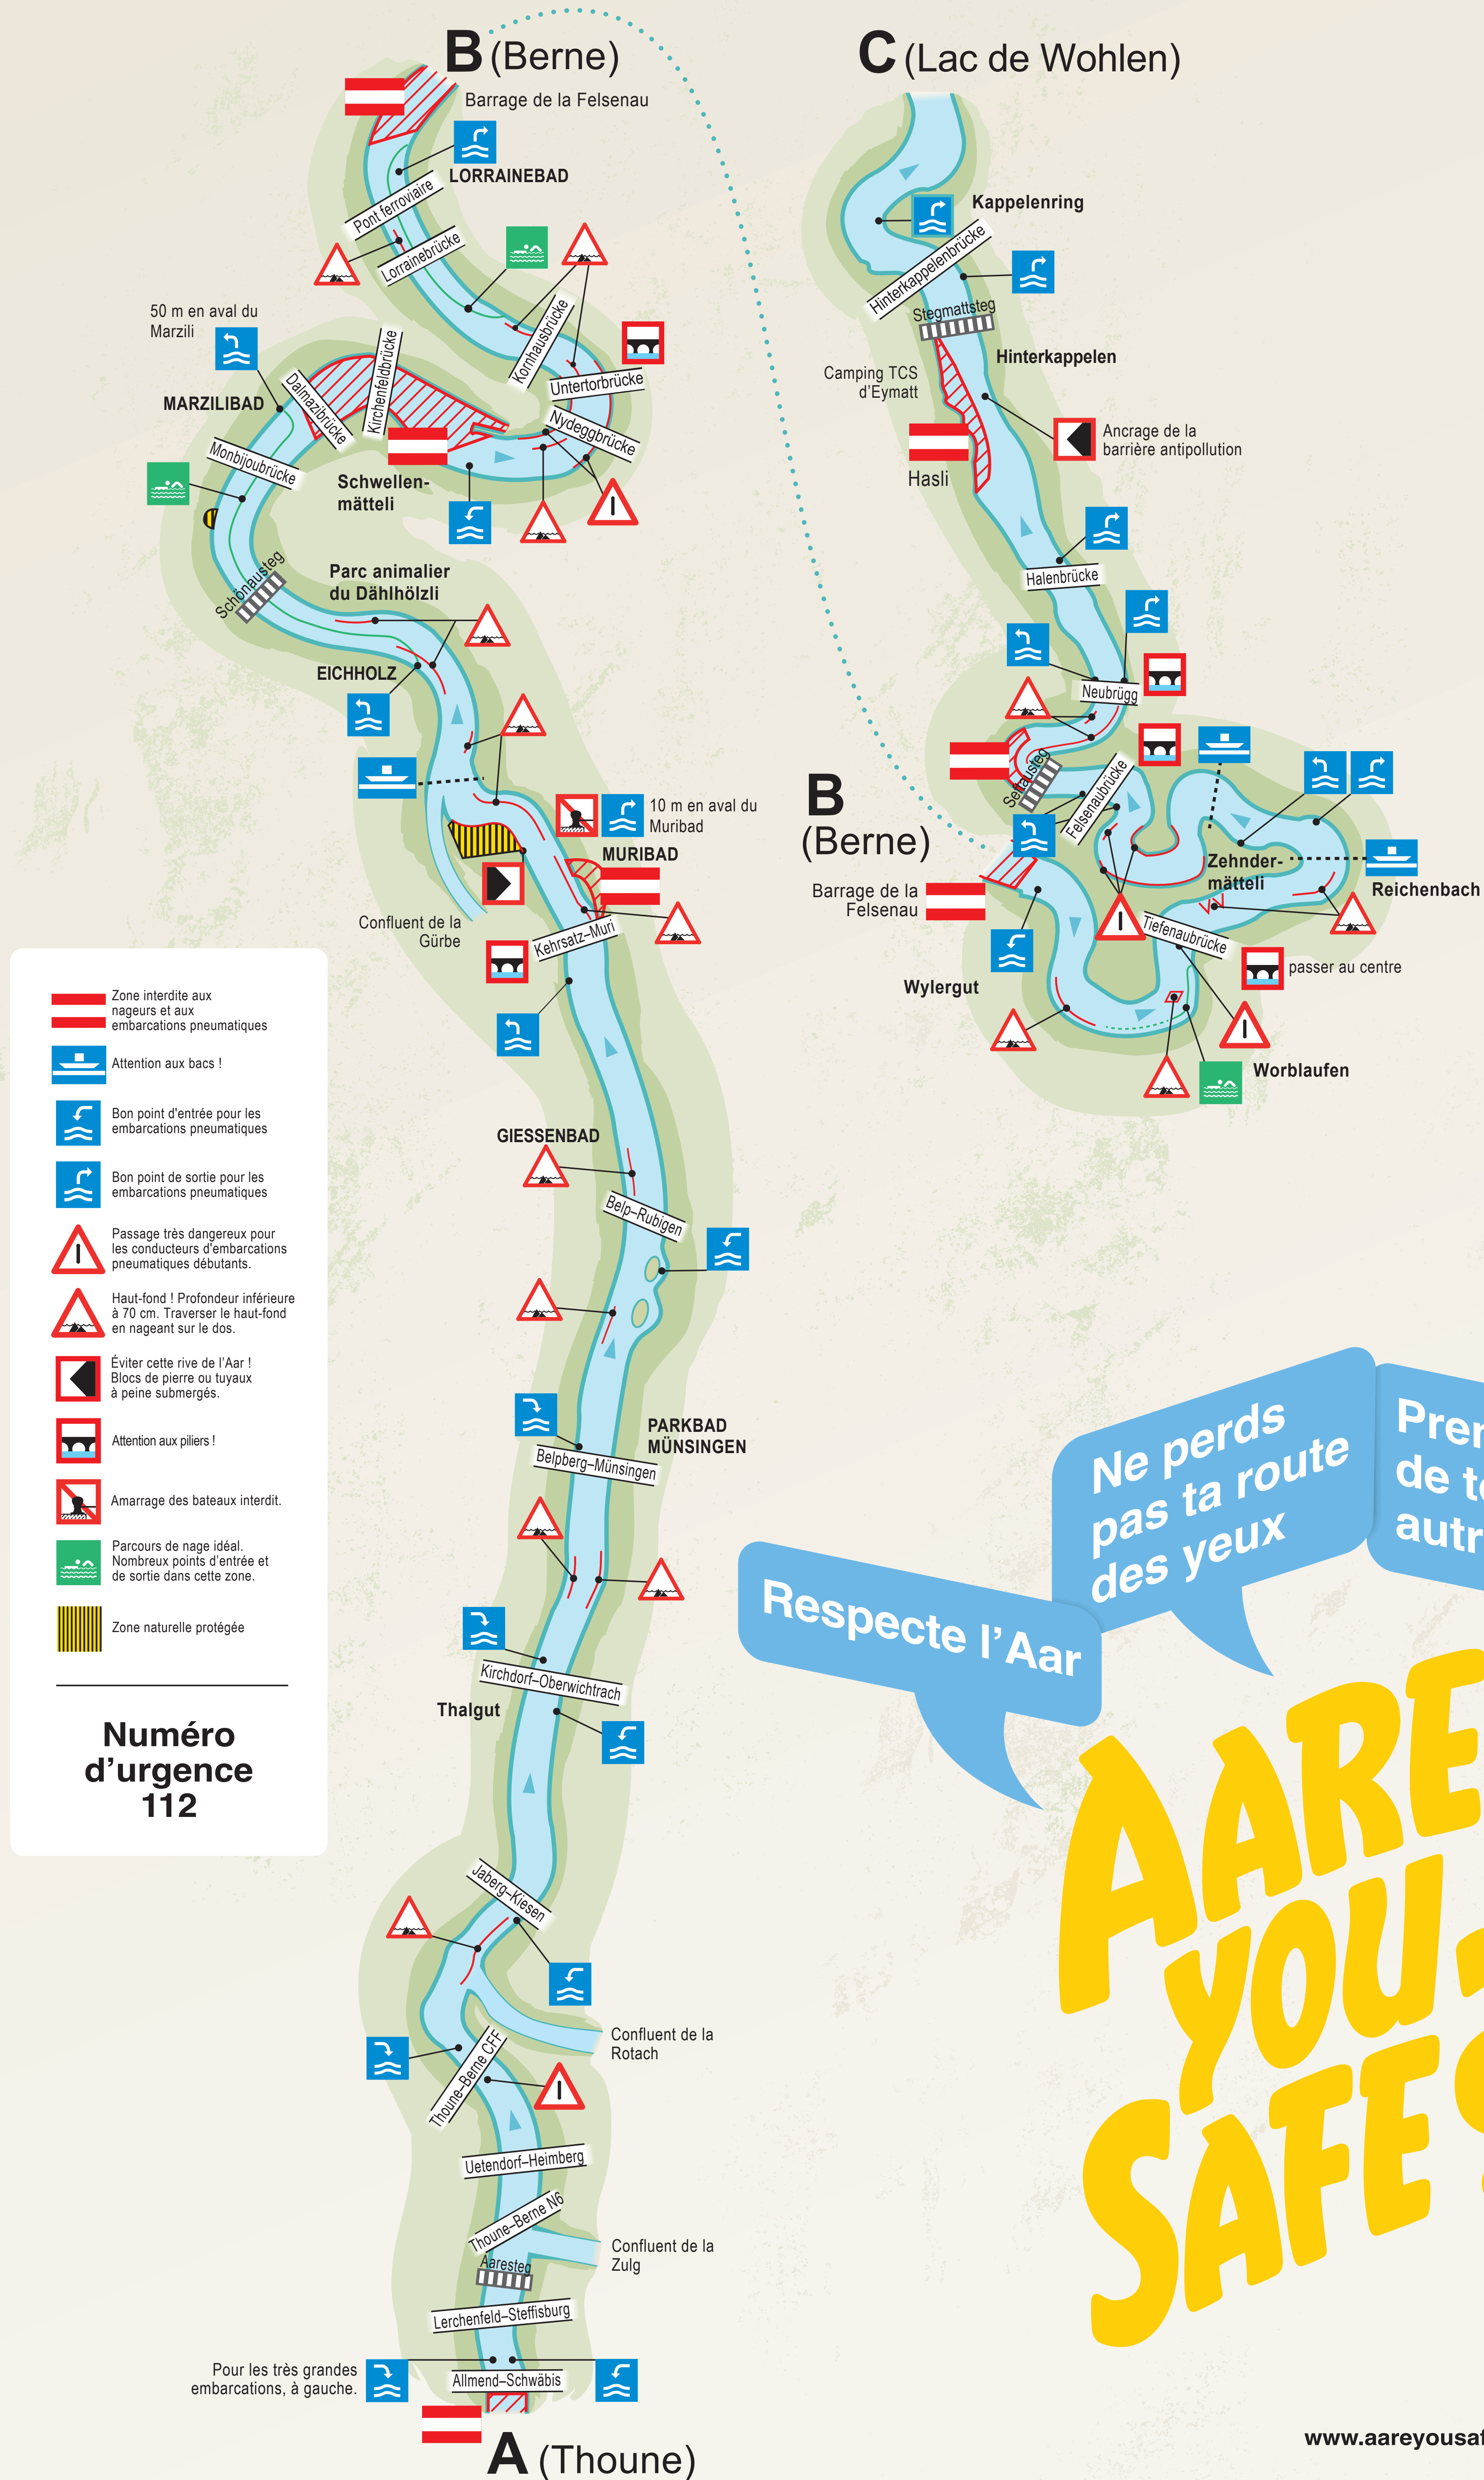 B (Berne)
Barrage de la Felsenau
LORRAINEBAD
Pont ferroviaire
Lorrainebrücke
50 m en aval du
Marzili
Kornhausbrücke
Untertorbrücke
Nydeggbrücke
Kirchenfeldbrücke
Dalmazibrücke
MARZILIBAD
Monbijoubrücke
Schwellen-
mätteli
Schönausteg
Parc animalier
du Dählhölzli
EICHHOLZ
10 m en aval du
Muribad
MURIBAD
Confluent de la
Gürbe
Kehrsatz–Muri
GIESSENBAD
Belp–Rubigen
PARKBAD
MÜNSINGEN
Belpberg–Münsingen
Kirchdorf–Oberwichtrach
Thalgut
Jaberg–Kiesen
Confluent de la
Rotach
Thoune–Berne CFF
Uetendorf–Heimberg
Thoune–Berne N6
Confluent de la
Zulg
Aaresteg
Lerchenfeld–Steffisburg
Pour les très grandes
embarcations, à gauche.
Allmend–Schwäbis
A (Thoune)
C (Lac de Wohlen)
Kappelenring
Hinterkappelenbrücke
Stegmattsteg
Hinterkappelen
Camping TCS
d'Eymatt
Ancrage de la
barrière antipollution
Hasli
Halenbrücke
Neubrügg
Seftausteg
Felsenaubrücke
B
(Berne)
Barrage de la
Felsenau
Zehnder-
mätteli
Reichenbach
Tiefenaubrücke
passer au centre
Wylergut
Worblaufen
Zone interdite aux
nageurs et aux
embarcations pneumatiques
Attention aux bacs !
Bon point d'entrée pour les
embarcations pneumatiques
Bon point de sortie pour les
embarcations pneumatiques
Passage très dangereux pour
les conducteurs d'embarcations
pneumatiques débutants.
Haut-fond ! Profondeur inférieure
à 70 cm. Traverser le haut-fond
en nageant sur le dos.
Éviter cette rive de l'Aar !
Blocs de pierre ou tuyaux
à peine submergés.
Attention aux piliers !
Amarrage des bateaux interdit.
Parcours de nage idéal.
Nombreux points d'entrée et
de sortie dans cette zone.
Zone naturelle protégée
Numéro
d'urgence
112
Respecte l'Aar
Ne perds
pas ta route
des yeux
de
AARE
YOU
SAFE